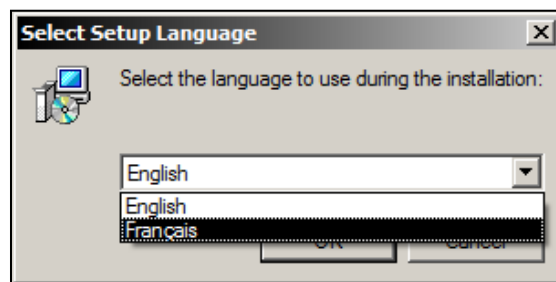 Select Setup Language
Select the language to use during the installation:
English
English
Français